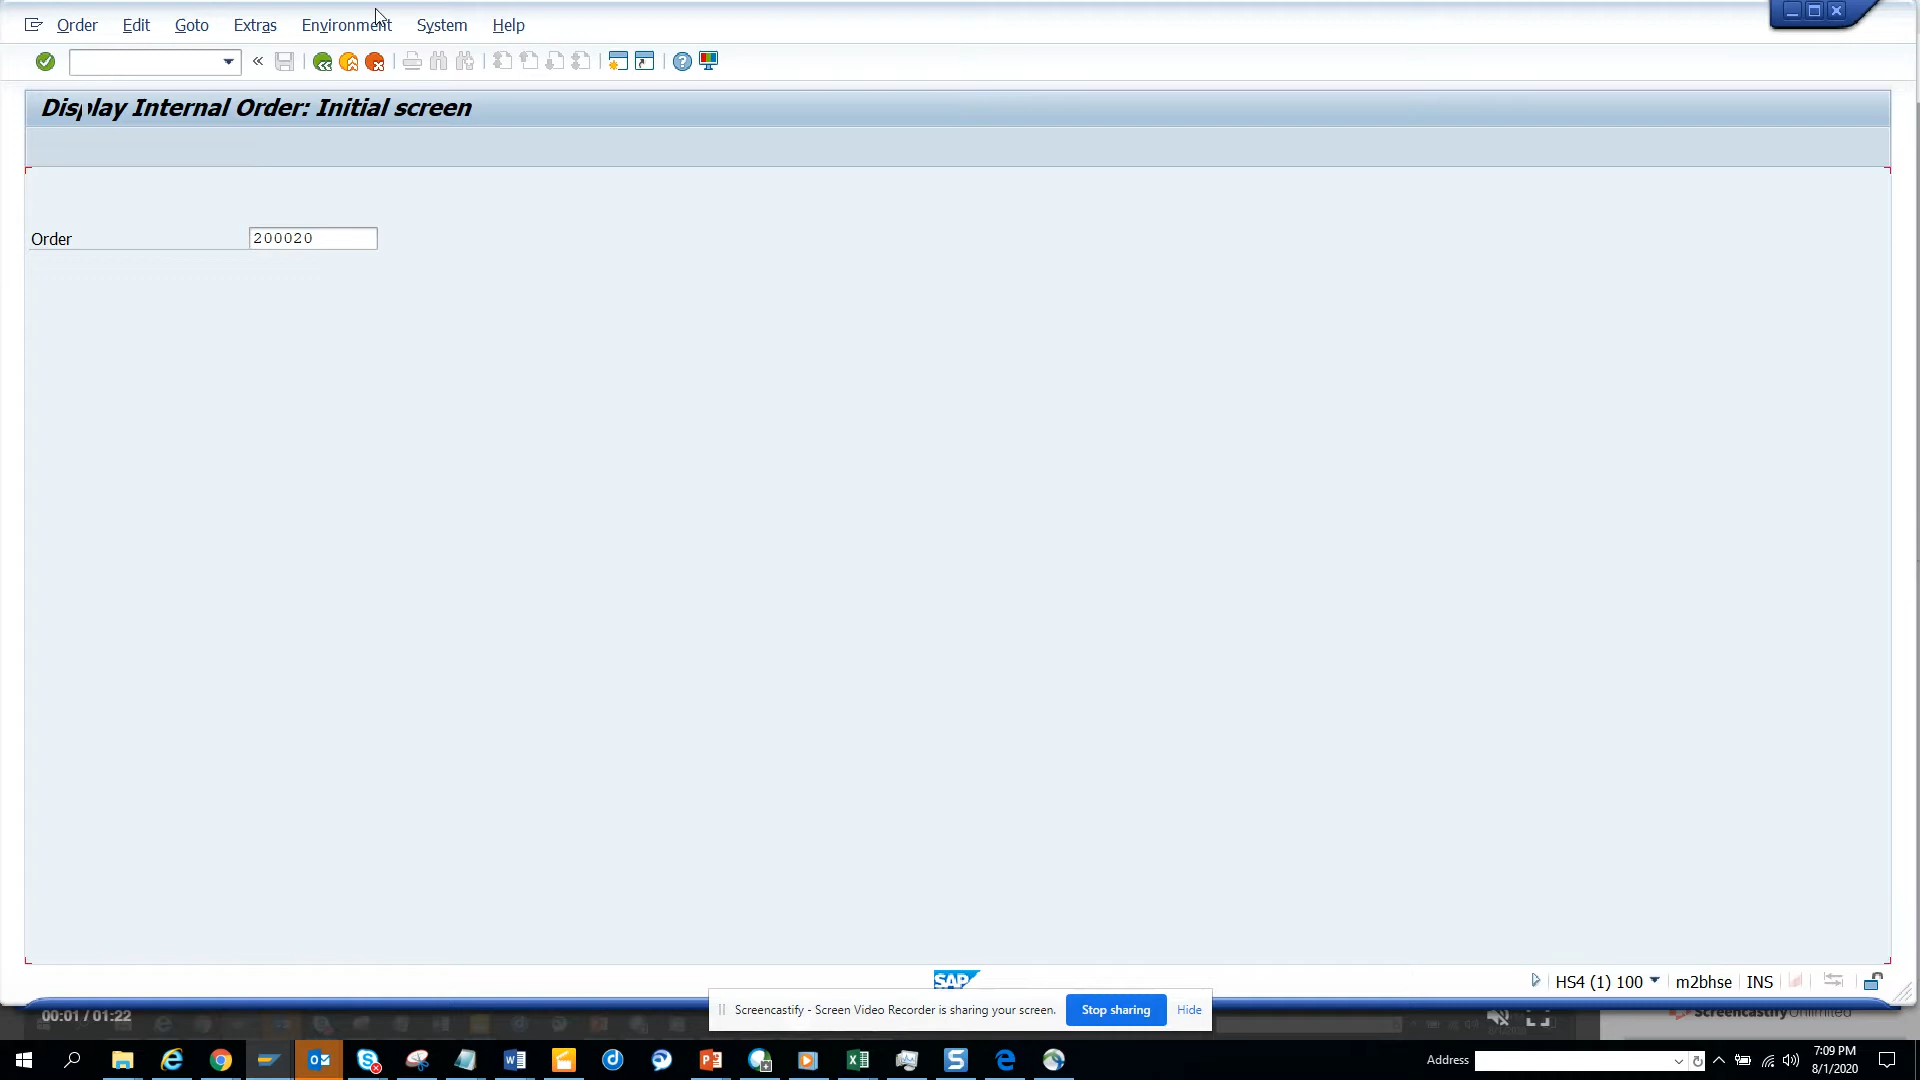 Order Edit Goto Extras Environment System Help
Display Internal Order: Initial screen
Order 200020
SAP
HS4 (1) 100 m2bhse INS
Screencastify - Screen Video Recorder is sharing your screen. Stop sharing Hide
00:01 / 01:22
Screencastify Unlimited
Address
7:09 PM
8/1/2020